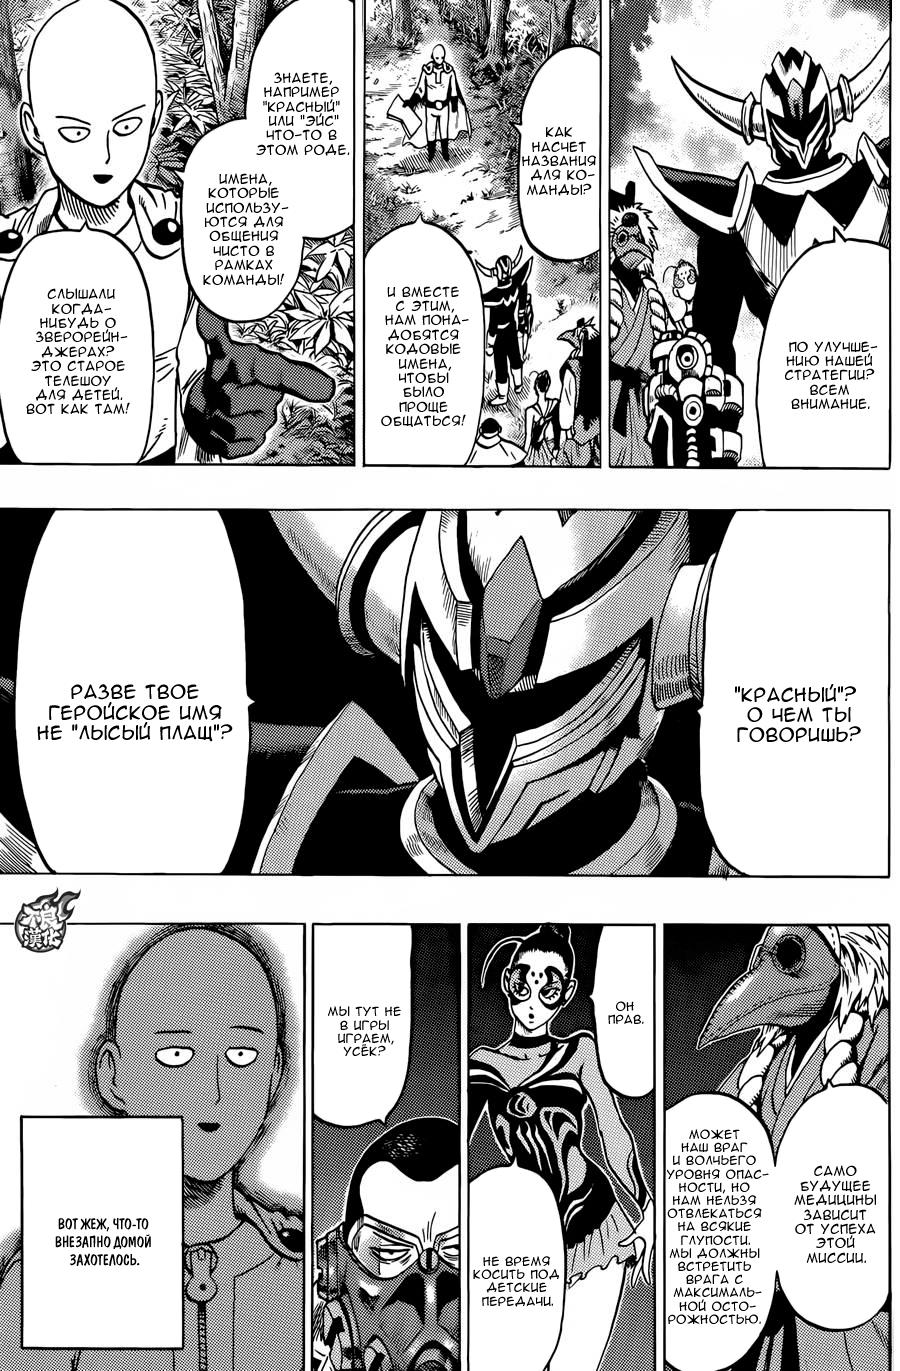 ПО УЛУЧШЕ-
НИЮ НАШЕЙ
СТРАТЕГИИ?
ВСЕМ
ВНИМАНИЕ.
КАК
НАСЧЕТ
НАЗВАНИЯ
ДЛЯ КО-
МАНДЫ?
И ВМЕСТЕ
С ЭТИМ,
НАМ ПОНА-
ДОБЯТСЯ
КОДОВЫЕ
ИМЕНА,
ЧТОБЫ
БЫЛО
ПРОЩЕ
ОБЩАТЬСЯ!
ЗНАЕТЕ,
НАПРИМЕР
"КРАСНЫЙ"
ИЛИ "ЭЙС"
ЧТО-ТО В
ЭТОМ РОДЕ.
ИМЕНА,
КОТОРЫЕ
ИСПОЛЬЗУ-
ЮТСЯ ДЛЯ
ОБЩЕНИЯ
ЧИСТО В
РАМКАХ
КОМАНДЫ!
СЛЫШАЛИ
КОГДА-
НИБУДЬ О
ЗВЕРОРЕЙН-
ДЖЕРАХ?
ЭТО СТАРОЕ
ТЕЛЕШОУ
ДЛЯ ДЕТЕЙ.
ВОТ КАК ТАМ!
"КРАСНЫЙ"?
О ЧЕМ ТЫ
ГОВОРИШЬ?
РАЗВЕ ТВОЕ
ГЕРОЙСКОЕ ИМЯ
НЕ "ЛЫСЫЙ ПЛАЩ"?
САМО
БУДУЩЕЕ
МЕДИЦИНЫ
ЗАВИСИТ
ОТ УСПЕХА
ЭТОЙ
МИССИИ.
МОЖЕТ
НАШ ВРАГ
И ВОЛЧЬЕГО
УРОВНЯ ОПАС-
НОСТИ, НО
НАМ НЕЛЬЗЯ
ОТВЛЕКАТЬСЯ
НА ВСЯКИЕ
ГЛУПОСТИ.
МЫ ДОЛЖНЫ
ВСТРЕТИТЬ
ВРАГА С
МАКСИМАЛЬ-
НОЙ ОСТО-
РОЖНОСТЬЮ.
ОН
ПРАВ.
НЕ ВРЕМЯ
КОСИТЬ ПОД
ДЕТСКИЕ
ПЕРЕДАЧИ.
МЫ ТУТ НЕ
В ИГРЫ
ИГРАЕМ,
УСЁК?
ВОТ ЖЕЖ, ЧТО-ТО
ВНЕЗАПНО ДОМОЙ
ЗАХОТЕЛОСЬ.